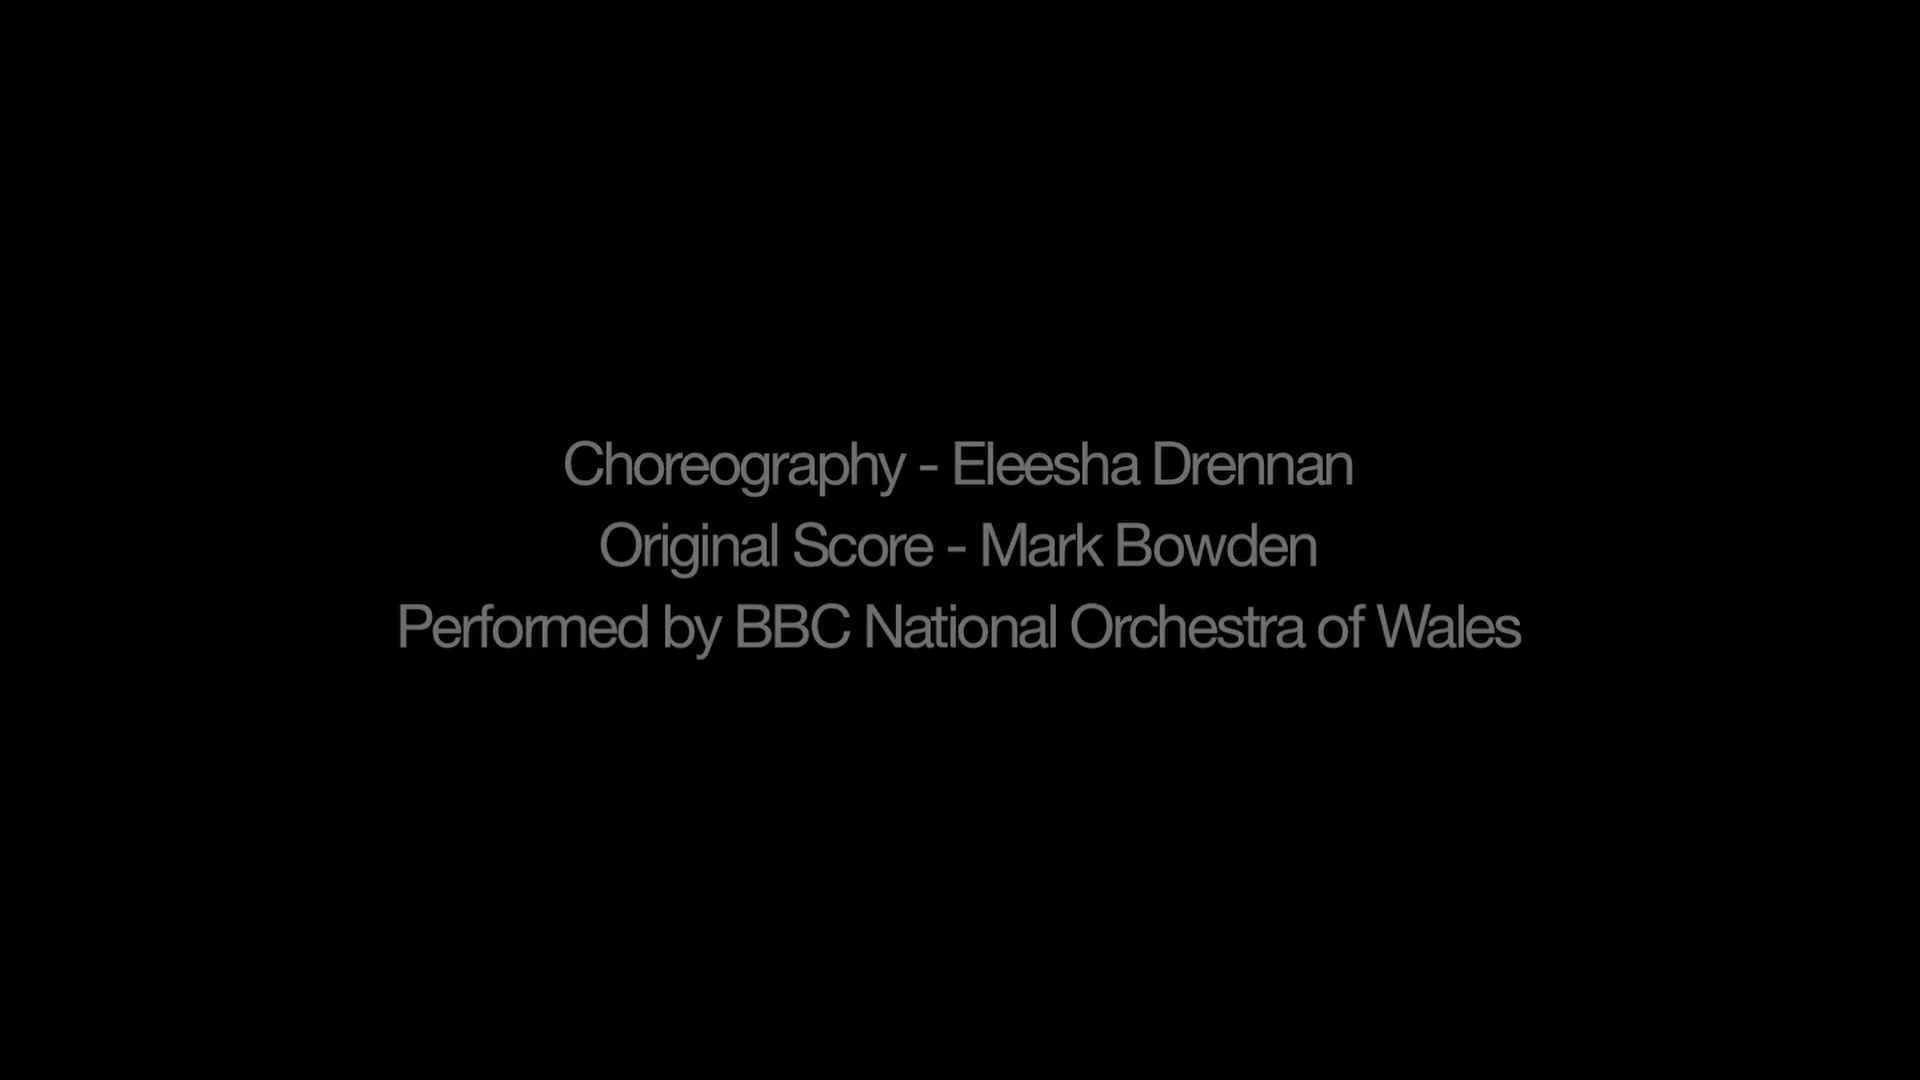 Choreography - Eleesha Drennan
Original Score - Mark Bowden
Performed by BBC National Orchestra of Wales